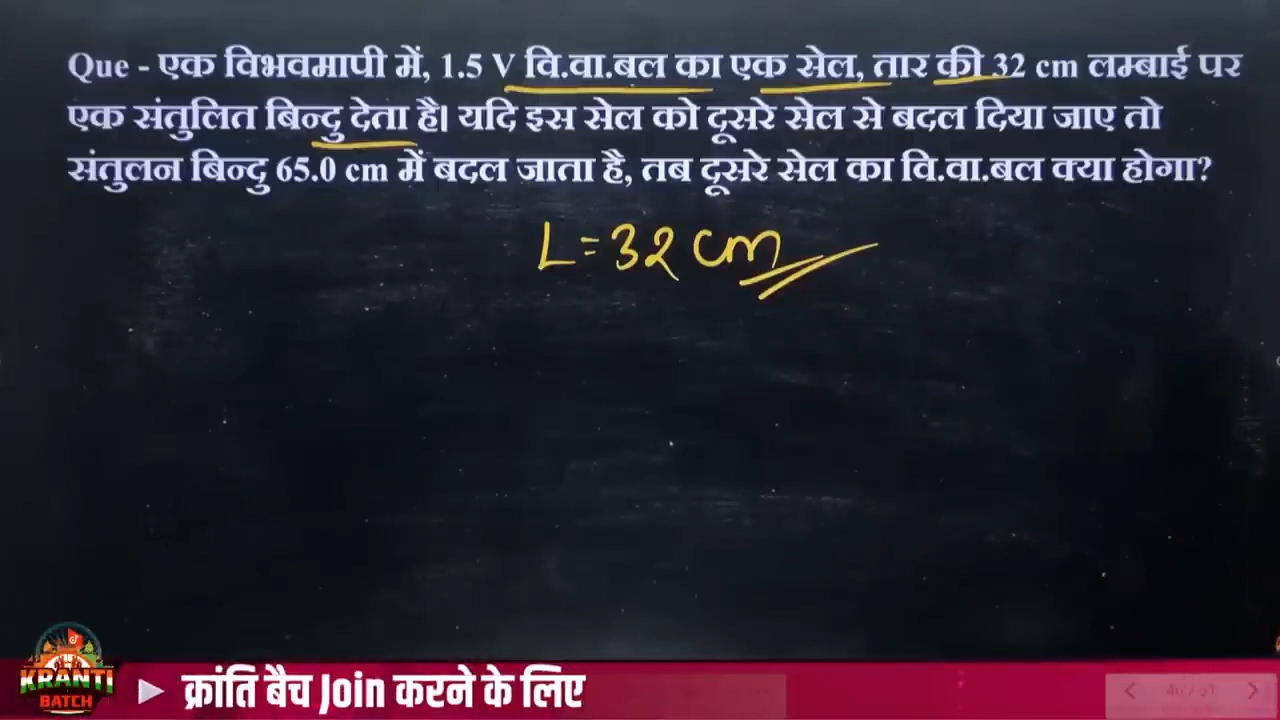 Que - एक विभवमापी में, 1.5 V वि.वा.बल का एक सेल, तार की 32 cm लम्बाई पर
एक संतुलित बिन्दु देता है। यदि इस सेल को दूसरे सेल से बदल दिया जाए तो
संतुलन बिन्दु 65.0 cm में बदल जाता है, तब दूसरे सेल का वि.वा.बल क्या होगा?
L = 32 cm
KRANTI
BATCH
क्रांति बैच Join करने के लिए